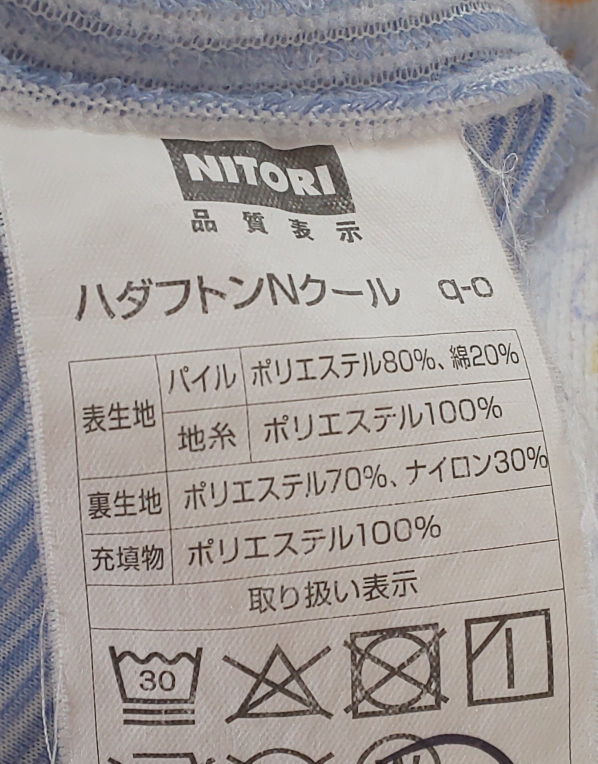 NITORI
品質表示
ハダフトンNクール q-o
表生地 パイル ポリエステル80%、綿20%
地糸 ポリエステル100%
裏生地 ポリエステル70%、ナイロン30%
充填物 ポリエステル100%
取り扱い表示
30